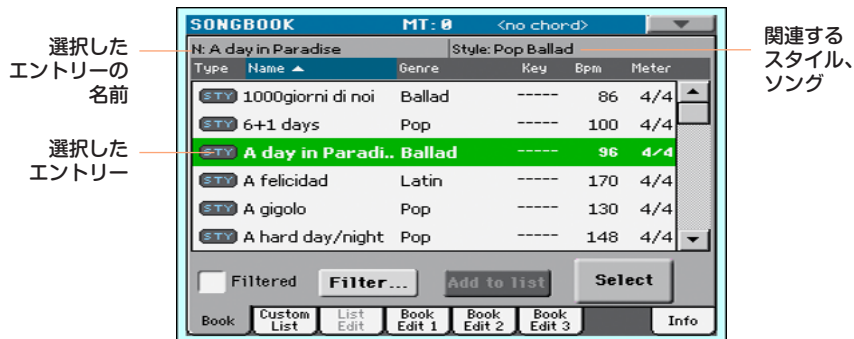 SONGBOOK MT: 0 <no chord>
N: A day in Paradise Style: Pop Ballad
Type Name Genre Key Bpm Meter
STY 1000giorni di noi Ballad ----- 86 4/4
STY 6+1 days Pop ----- 100 4/4
STY A day in Paradi.. Ballad ----- 96 4/4
STY A felicidad Latin ----- 170 4/4
STY A gigolo Pop ----- 130 4/4
STY A hard day/night Pop ----- 148 4/4
Filtered Filter... Add to list Select
Book Custom List List Edit Book Edit 1 Book Edit 2 Book Edit 3 Info
選択した
エントリーの
名前
選択した
エントリー
関連する
スタイル、
ソング